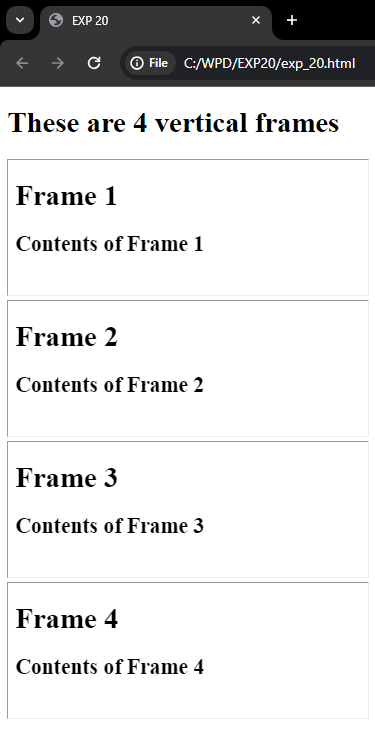 EXP 20
File C:/WPD/EXP20/exp_20.html
These are 4 vertical frames
Frame 1
Contents of Frame 1
Frame 2
Contents of Frame 2
Frame 3
Contents of Frame 3
Frame 4
Contents of Frame 4